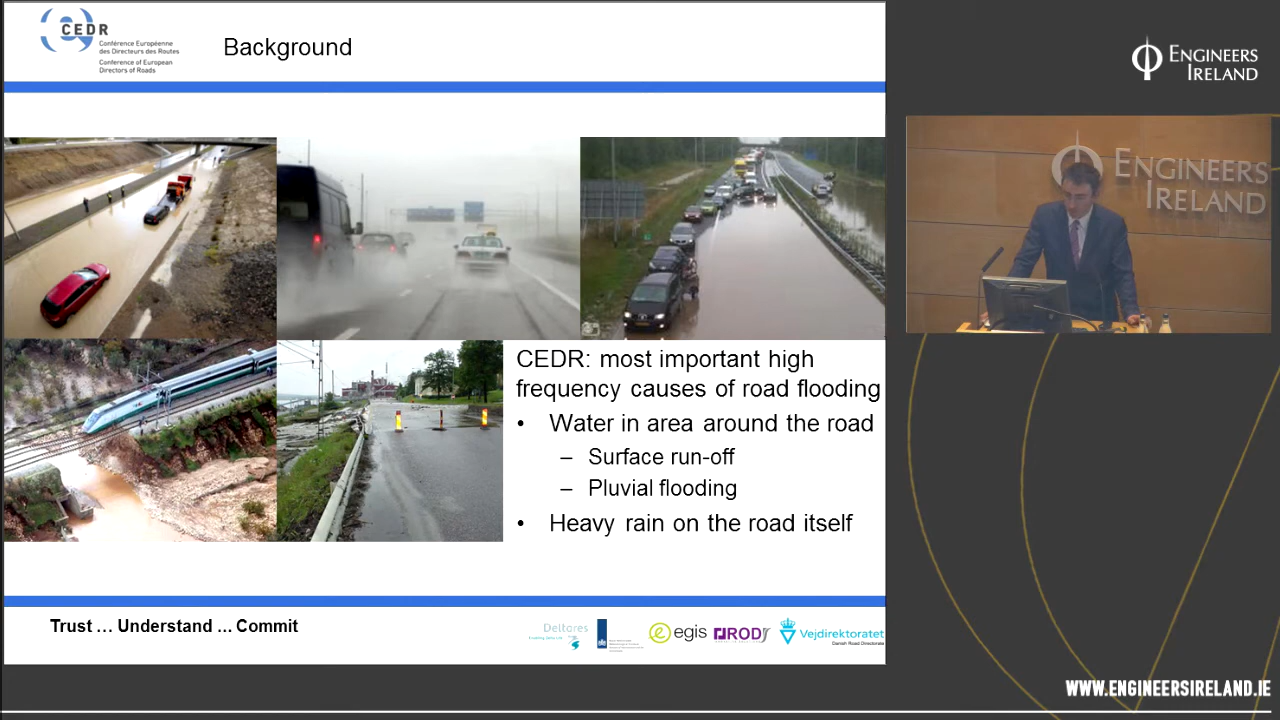 CEDR
Conférence Européenne
des Directeurs des Routes
Conference of European
Directors of Roads
Background
CEDR: most important high
frequency causes of road flooding
• Water in area around the road
– Surface run-off
– Pluvial flooding
• Heavy rain on the road itself
Trust ... Understand ... Commit
Deltares
egis
ROD
Vejdirektoratet
Danish Road Directorate
ENGINEERS
IRELAND
ENGINEERS
IRELAND
WWW.ENGINEERSIRELAND.IE